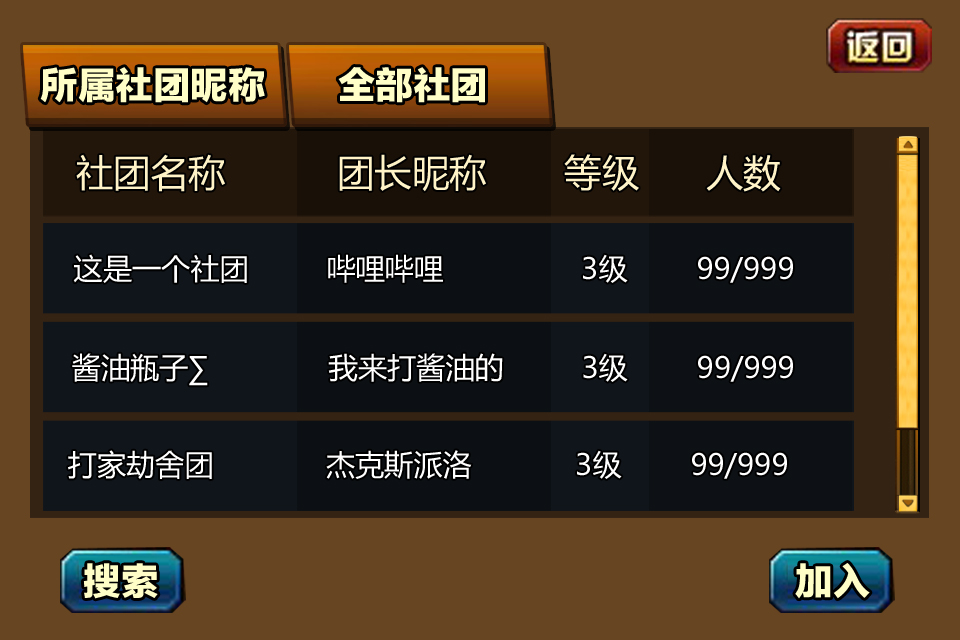 返回
所属社团昵称 全部社团
社团名称 团长昵称 等级 人数
这是一个社团 哔哩哔哩 3级 99/999
酱油瓶子∑ 我来打酱油的 3级 99/999
打家劫舍团 杰克斯派洛 3级 99/999
搜索 加入